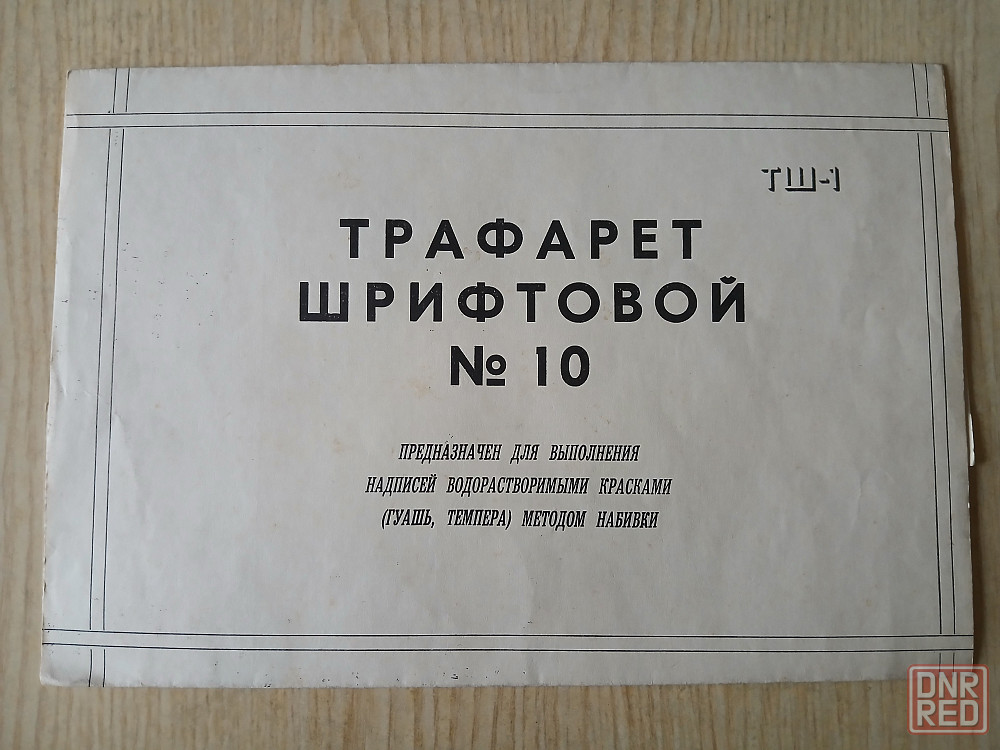 ТШ-1
ТРАФАРЕТ
ШРИФТОВОЙ
№ 10
ПРЕДНАЗНАЧЕН ДЛЯ ВЫПОЛНЕНИЯ
НАДПИСЕЙ ВОДОРАСТВОРИМЫМИ КРАСКАМИ
(ГУАШЬ, ТЕМПЕРА) МЕТОДОМ НАБИВКИ
DNR
RED